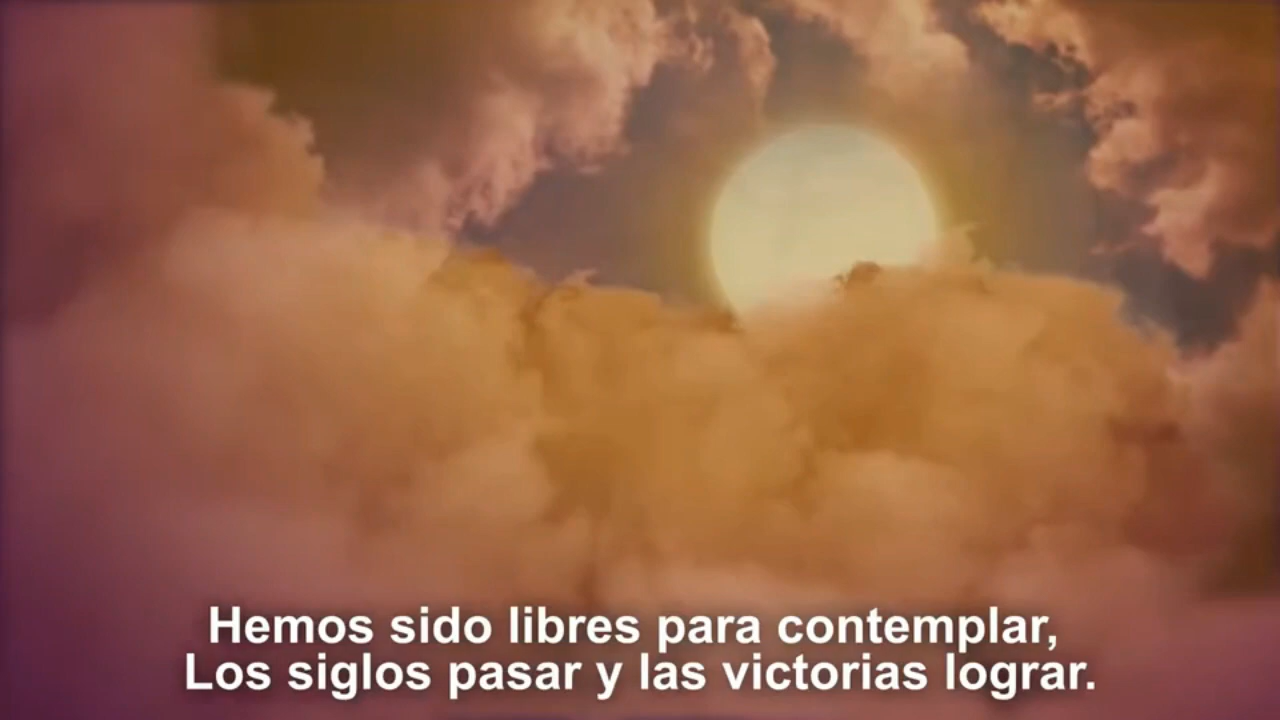 Hemos sido libres para contemplar,
Los siglos pasar y las victorias lograr.